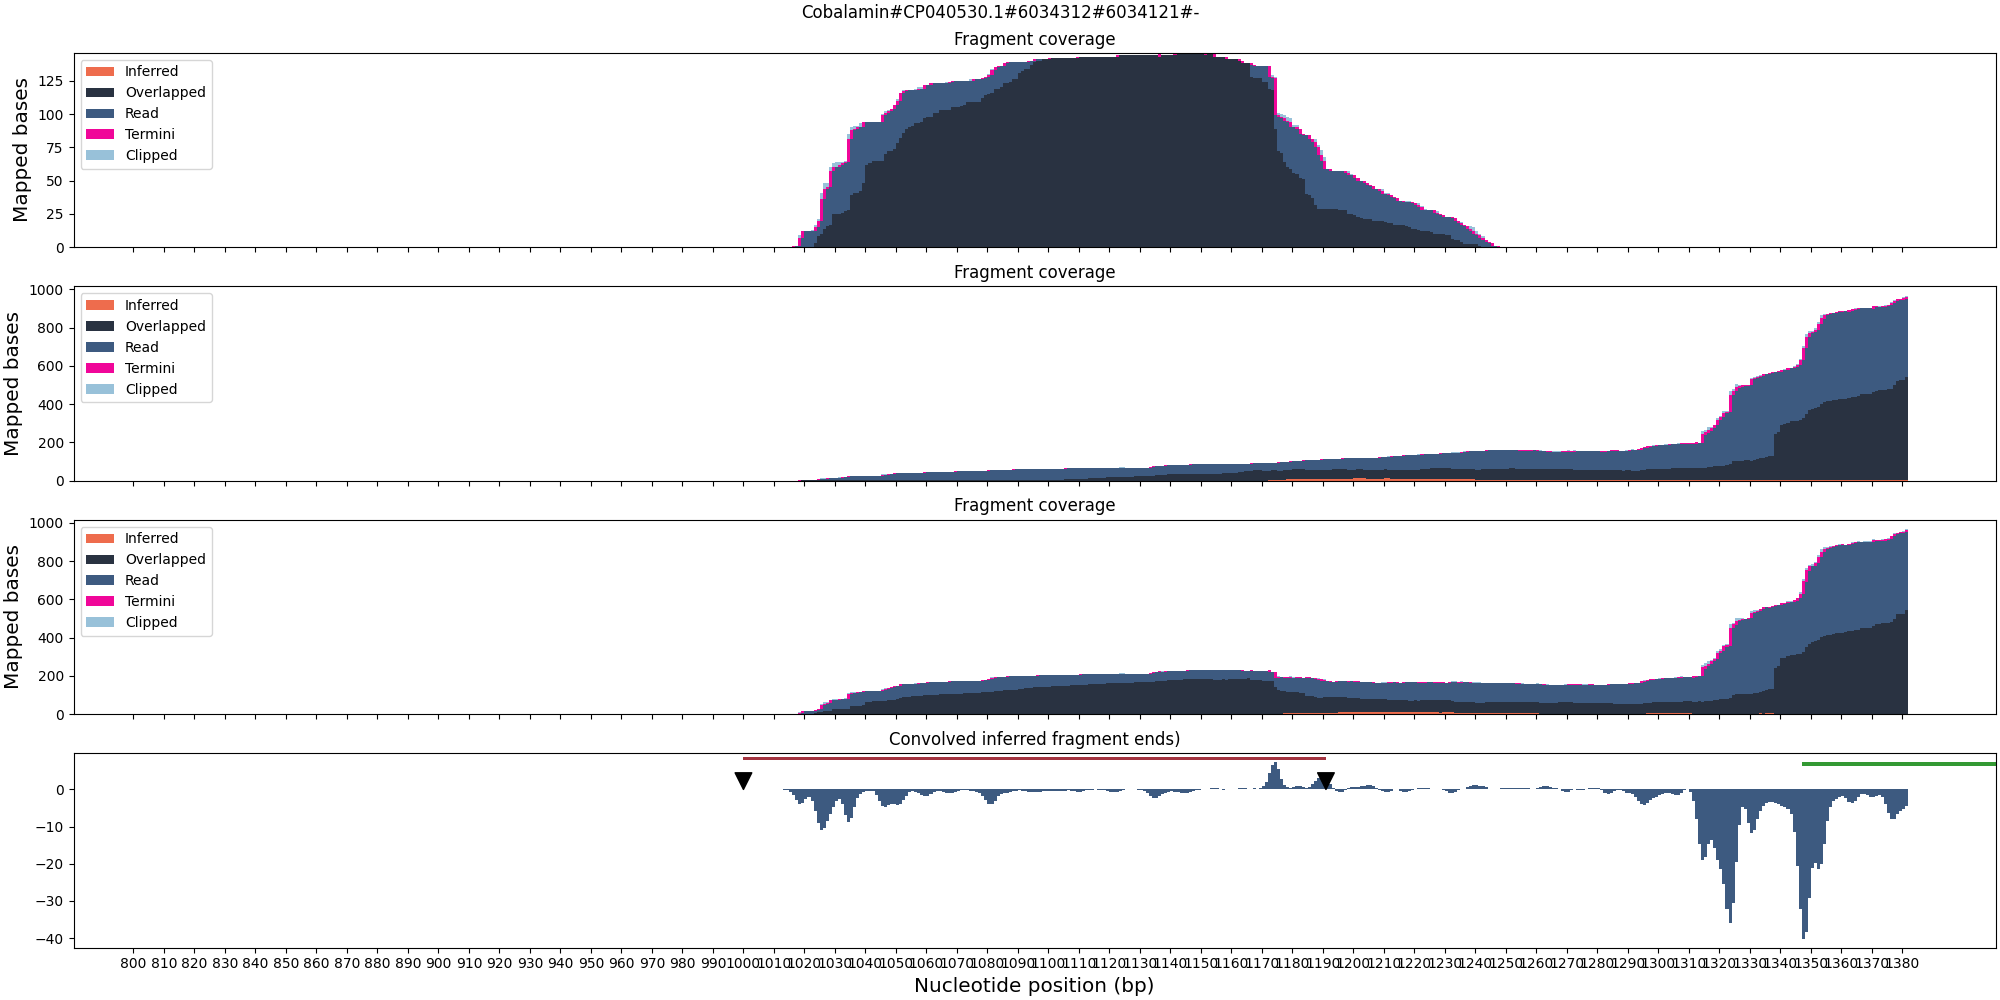 Cobalamin#CP040530.1#6034312#6034121#-
Fragment coverage
Mapped bases
125
100
75
50
25
0
Inferred
Overlapped
Read
Termini
Clipped
Fragment coverage
Mapped bases
1000
800
600
400
200
0
Inferred
Overlapped
Read
Termini
Clipped
Fragment coverage
Mapped bases
1000
800
600
400
200
0
Inferred
Overlapped
Read
Termini
Clipped
Convolved inferred fragment ends)
0
−10
−20
−30
−40
800 810 820 830 840 850 860 870 880 890 900 910 920 930 940 950 960 970 980 990 1000 1010 1020 1030 1040 1050 1060 1070 1080 1090 1100 1110 1120 1130 1140 1150 1160 1170 1180 1190 1200 1210 1220 1230 1240 1250 1260 1270 1280 1290 1300 1310 1320 1330 1340 1350 1360 1370 1380
Nucleotide position (bp)